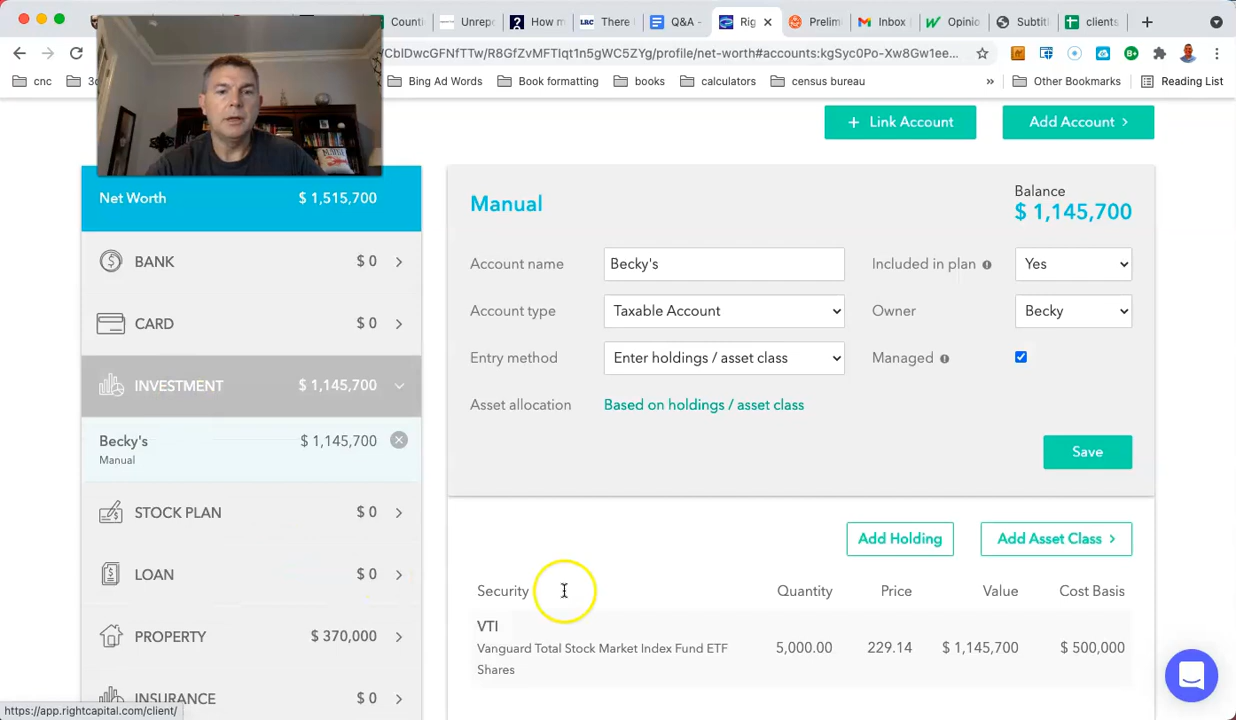 Counti
Unrep
How m
There
Q&A -
Rig
Prelim
Inbox
Opinio
Subtit
clients
CblDwcGFNfTTw/R8GfZvMFTIqt1n5gWC5ZYg/profile/net-worth#accounts:kgSyc0Po-Xw8Gw1ee...
cnc
Bing Ad Words
Book formatting
books
calculators
census bureau
»
Other Bookmarks
Reading List
+ Link Account
Add Account >
Net Worth $ 1,515,700
BANK $ 0
CARD $ 0
INVESTMENT $ 1,145,700
Becky's $ 1,145,700
Manual
STOCK PLAN $ 0
LOAN $ 0
PROPERTY $ 370,000
INSURANCE $ 0
Manual
Balance
$ 1,145,700
Account name Becky's Included in plan Yes
Account type Taxable Account Owner Becky
Entry method Enter holdings / asset class Managed
Asset allocation Based on holdings / asset class
Save
Add Holding
Add Asset Class >
Security Quantity Price Value Cost Basis
VTI
Vanguard Total Stock Market Index Fund ETF
Shares
5,000.00 229.14 $ 1,145,700 $ 500,000
https://app.rightcapital.com/client/